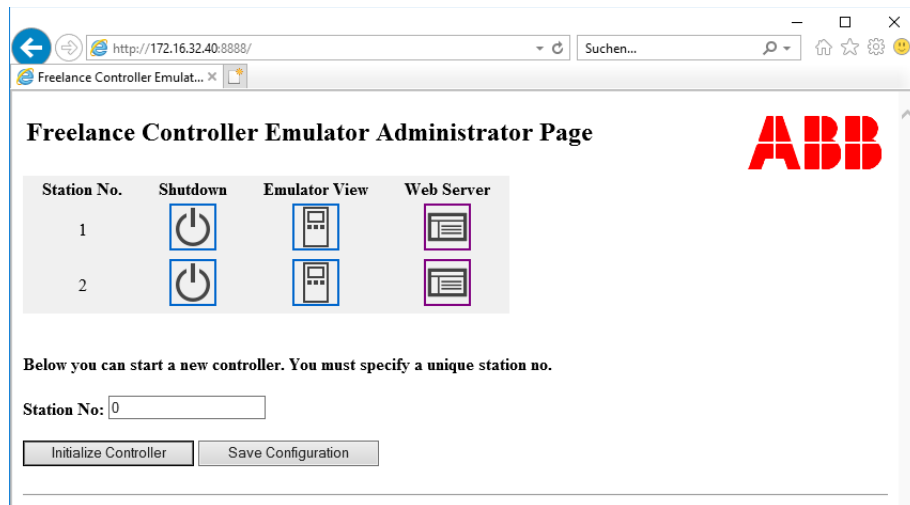 http://172.16.32.40:8888/
Suchen...
Freelance Controller Emulat...
Freelance Controller Emulator Administrator Page
ABB
Station No. Shutdown Emulator View Web Server
1
2
Below you can start a new controller. You must specify a unique station no.
Station No: 0
Initialize Controller Save Configuration